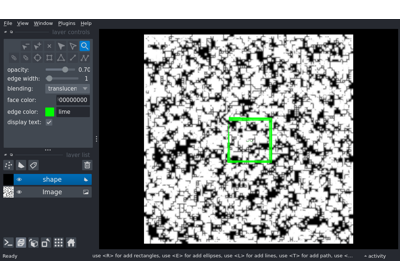 File View Window Plugins Help
layer controls
opacity: 0.70
edge width: 1
blending: translucen
face color: 00000000
edge color: lime
display text:
layer list
shape
Image
Ready use <R> for add rectangles, use <E> for add ellipses, use <L> for add lines, use <T> for add path, use <... activity